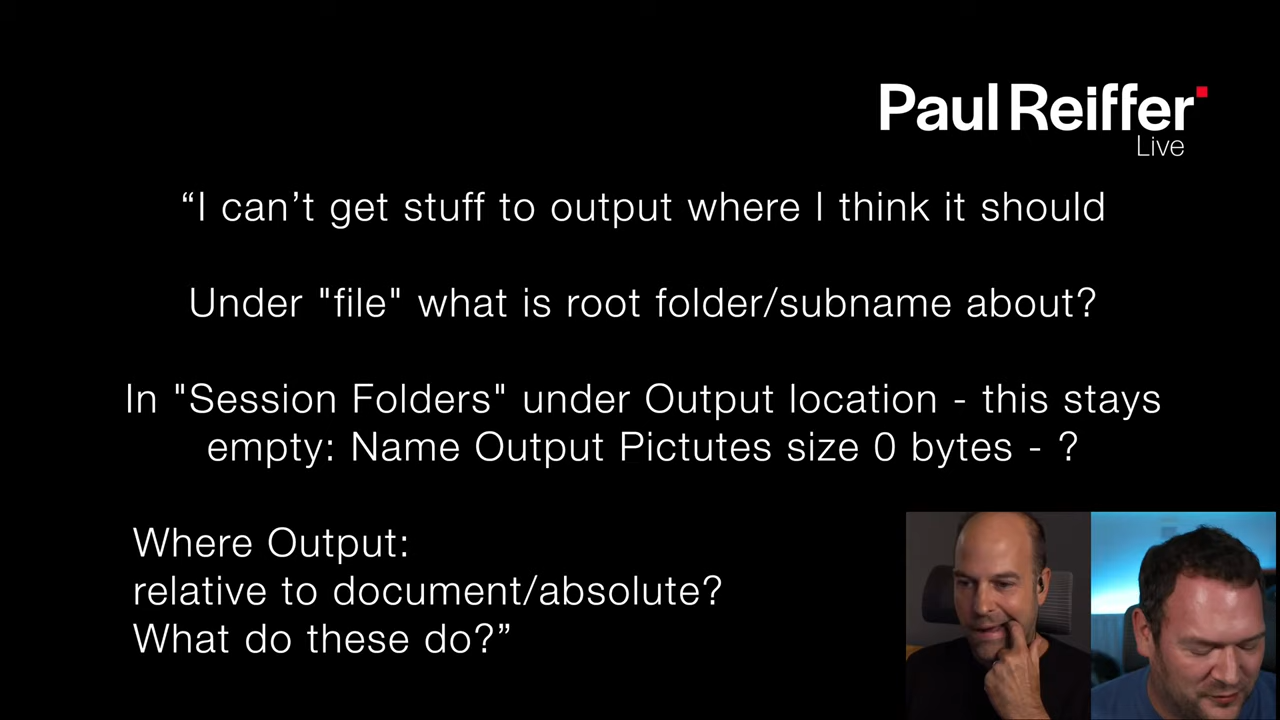 Paul Reiffer
Live
“I can’t get stuff to output where I think it should
Under "file" what is root folder/subname about?
In "Session Folders" under Output location - this stays
empty: Name Output Pictutes size 0 bytes - ?
Where Output:
relative to document/absolute?
What do these do?”